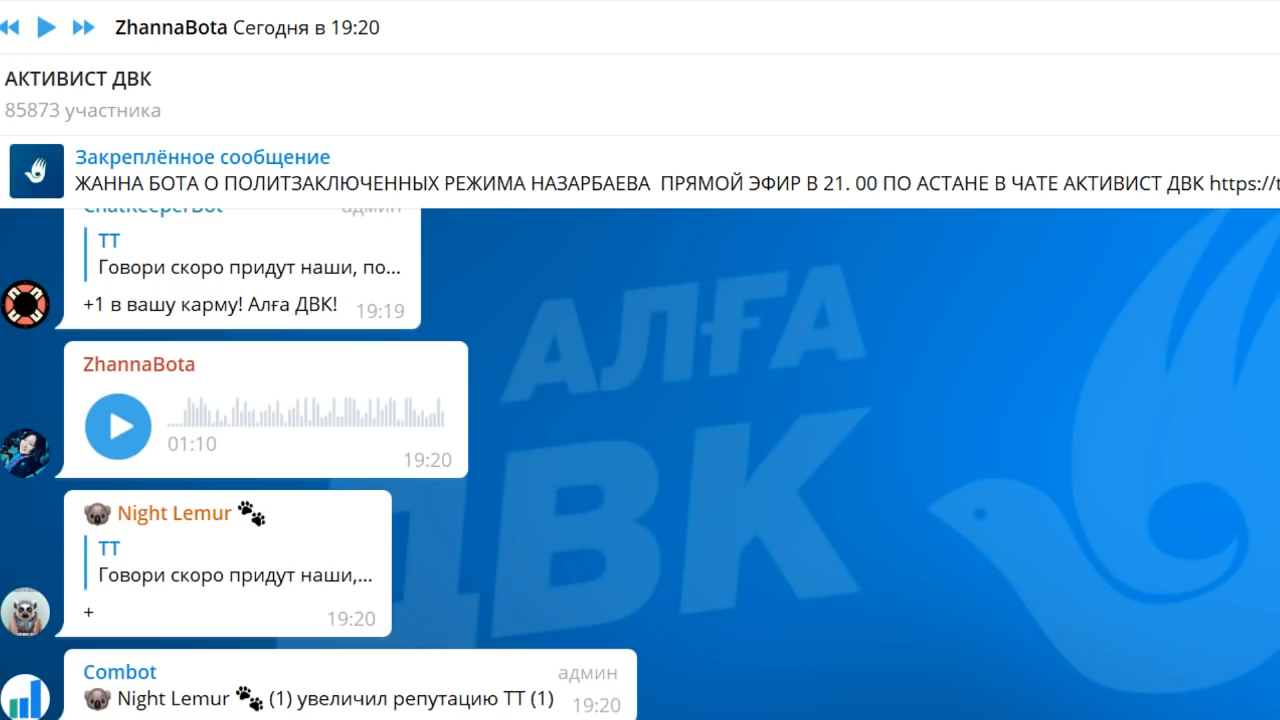 ZhannaBota Сегодня в 19:20
АКТИВИСТ ДВК
85873 участника
Закреплённое сообщение
ЖАННА БОТА О ПОЛИТЗАКЛЮЧЕННЫХ РЕЖИМА НАЗАРБАЕВА ПРЯМОЙ ЭФИР В 21. 00 ПО АСТАНЕ В ЧАТЕ АКТИВИСТ ДВК https://t
ChatKeeperBot админ
ТТ
Говори скоро придут наши, по...
+1 в вашу карму! Алға ДВК! 19:19
ZhannaBota
01:10
19:20
Night Lemur
ТТ
Говори скоро придут наши,...
+
19:20
Combot админ
Night Lemur (1) увеличил репутацию ТТ (1) 19:20
АЛҒА
ДВК